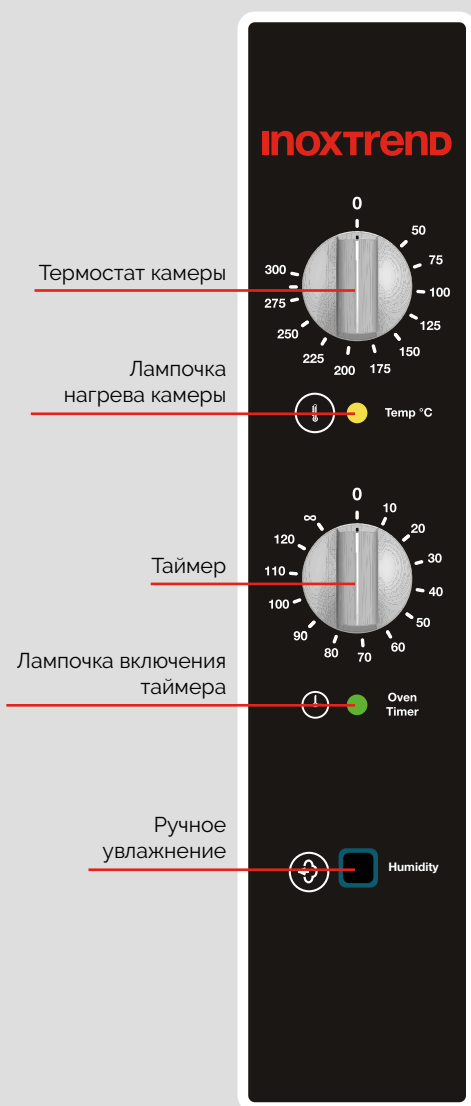 INOXTREND
0
50
75
100
125
150
175
200
225
250
275
300
Термостат камеры
Лампочка
нагрева камеры
Temp °C
0
10
20
30
40
50
60
70
80
90
100
110
120
∞
Таймер
Лампочка включения
таймера
Oven
Timer
Ручное
увлажнение
Humidity